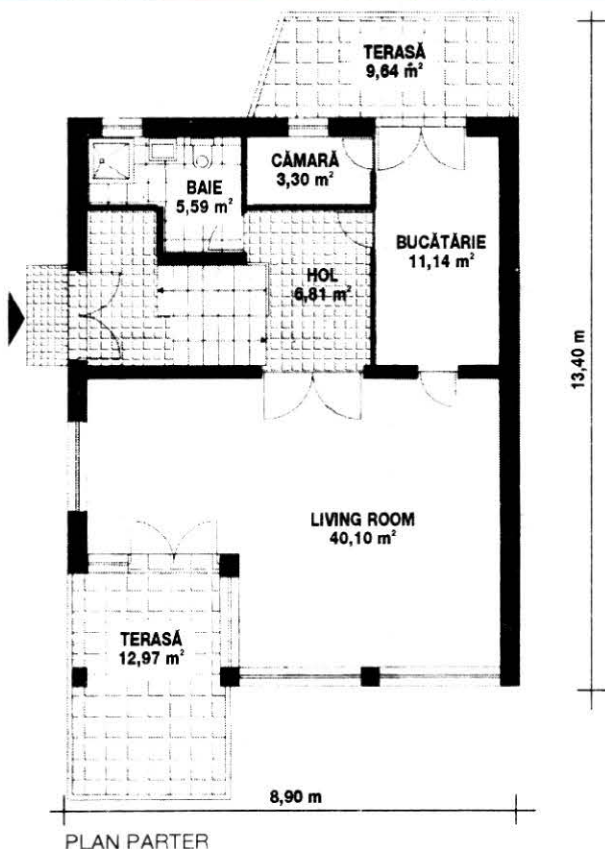 TERASĂ
9,64 m²
CĂMARĂ
3,30 m²
BAIE
5,59 m²
BUCĂTĂRIE
11,14 m²
HOL
6,81 m²
13,40 m
LIVING ROOM
40,10 m²
TERASĂ
12,97 m²
8,90 m
PLAN PARTER